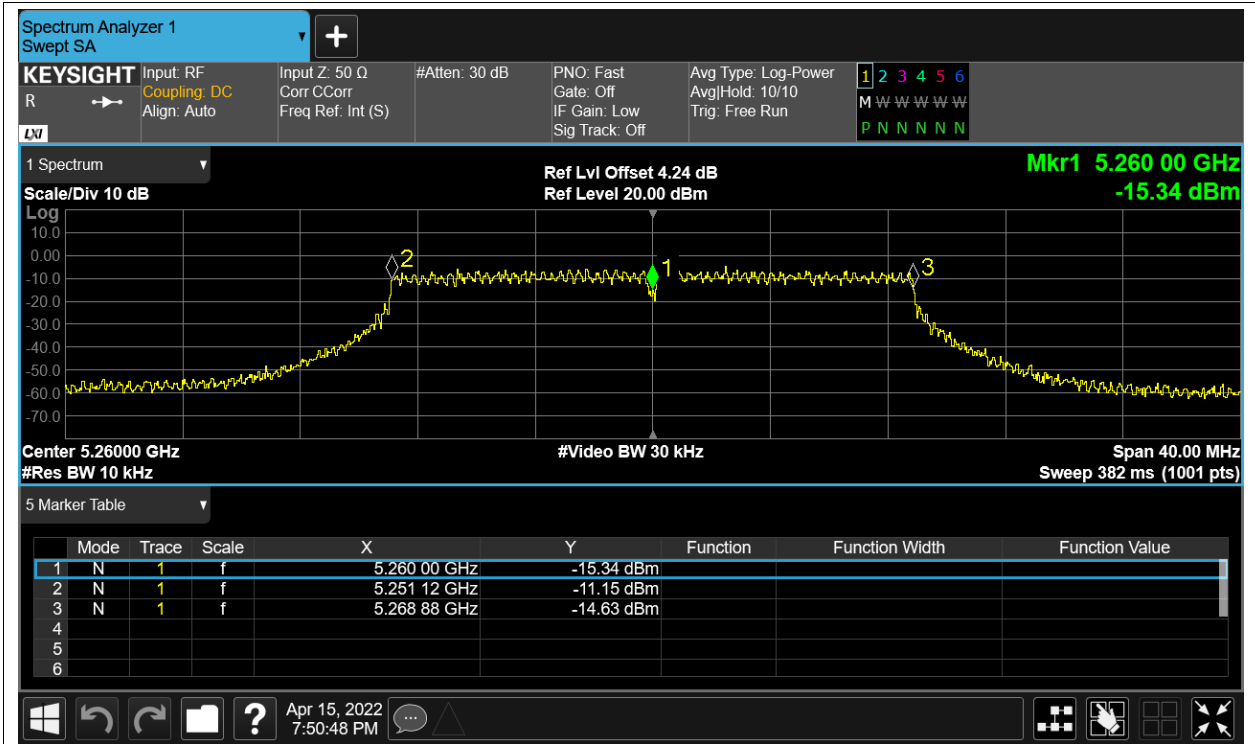 Spectrum Analyzer 1
Swept SA
KEYSIGHT
R
LXI
Input: RF
Coupling: DC
Align: Auto
Input Z: 50 Ω
Corr CCorr
Freq Ref: Int (S)
#Atten: 30 dB
PNO: Fast
Gate: Off
IF Gain: Low
Sig Track: Off
Avg Type: Log-Power
Avg|Hold: 10/10
Trig: Free Run
1 2 3 4 5 6
M W W W W W
P N N N N N
1 Spectrum
Scale/Div 10 dB
Ref Lvl Offset 4.24 dB
Ref Level 20.00 dBm
Mkr1 5.260 00 GHz
-15.34 dBm
Log
10.0
0.00
-10.0
-20.0
-30.0
-40.0
-50.0
-60.0
-70.0
2
1
3
Center 5.26000 GHz
#Video BW 30 kHz
Span 40.00 MHz
#Res BW 10 kHz
Sweep 382 ms (1001 pts)
5 Marker Table
Mode Trace Scale X Y Function Function Width Function Value
1 N 1 f 5.260 00 GHz -15.34 dBm
2 N 1 f 5.251 12 GHz -11.15 dBm
3 N 1 f 5.268 88 GHz -14.63 dBm
4
5
6
?
Apr 15, 2022
7:50:48 PM